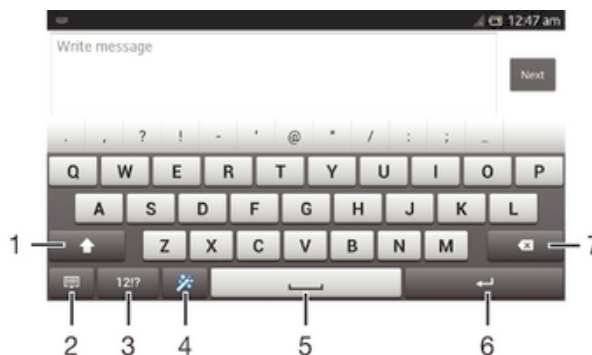 12:47 am
Write message
Next
. , ? ! - ' @ " / : ; _
Q W E R T Y U I O P
A S D F G H J K L
1 Z X C V B N M 7
12!?
2 3 4 5 6